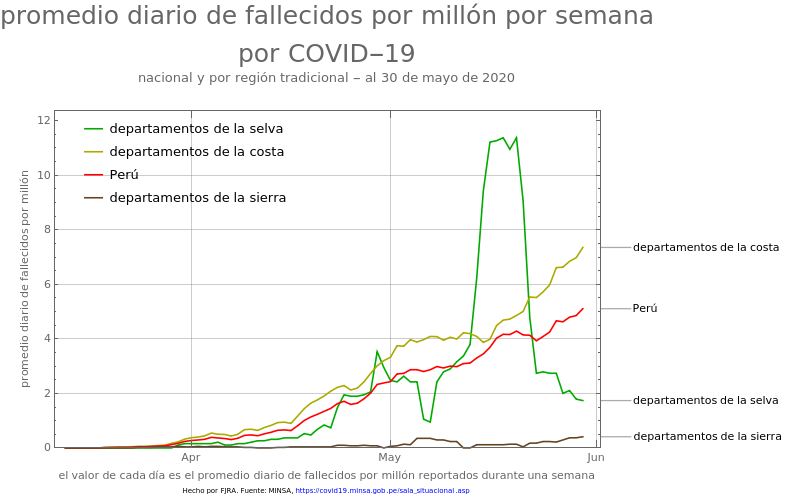 promedio diario de fallecidos por millón por semana
por COVID−19
nacional y por región tradicional − al 30 de mayo de 2020
departamentos de la selva
departamentos de la costa
Perú
departamentos de la sierra
promedio diario de fallecidos por millón
12
10
8
6
4
2
0
Apr
May
Jun
departamentos de la costa
Perú
departamentos de la selva
departamentos de la sierra
el valor de cada día es el promedio diario de fallecidos por millón reportados durante una semana
Hecho por FJRA. Fuente: MINSA, https://covid19.minsa.gob.pe/sala_situacional.asp